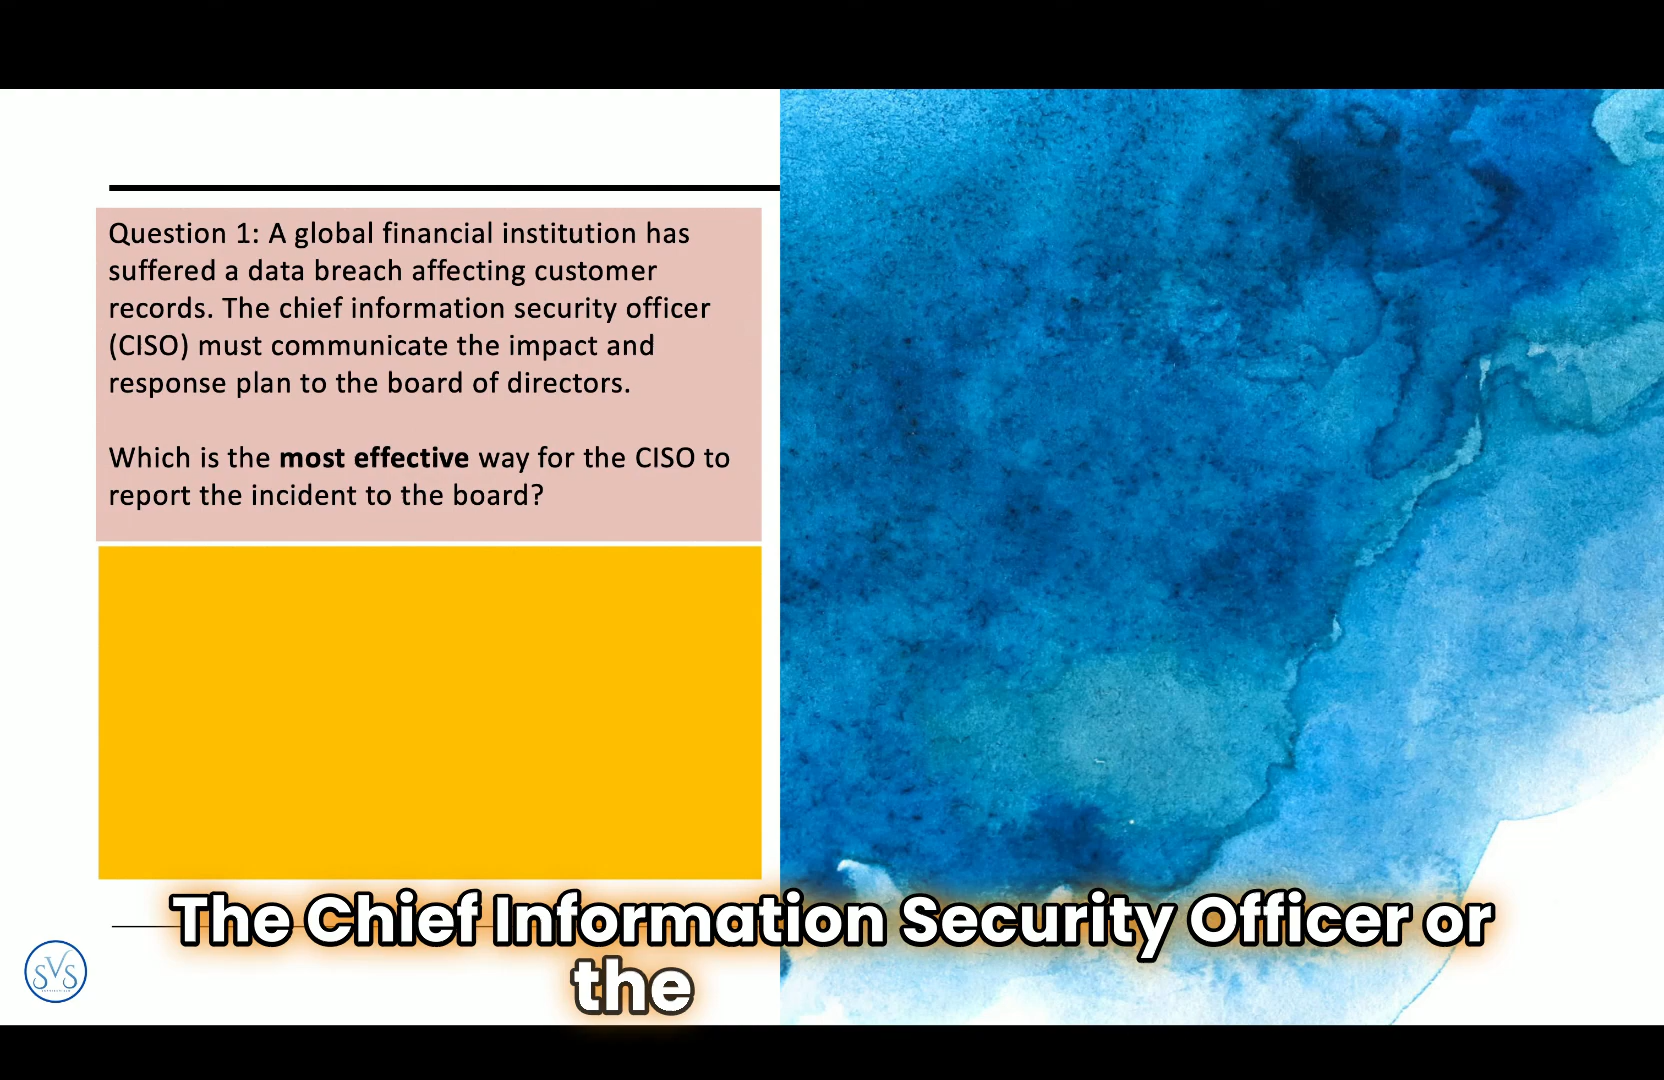 Question 1: A global financial institution has
suffered a data breach affecting customer
records. The chief information security officer
(CISO) must communicate the impact and
response plan to the board of directors.
Which is the most effective way for the CISO to
report the incident to the board?
The Chief Information Security Officer or
the
SVS